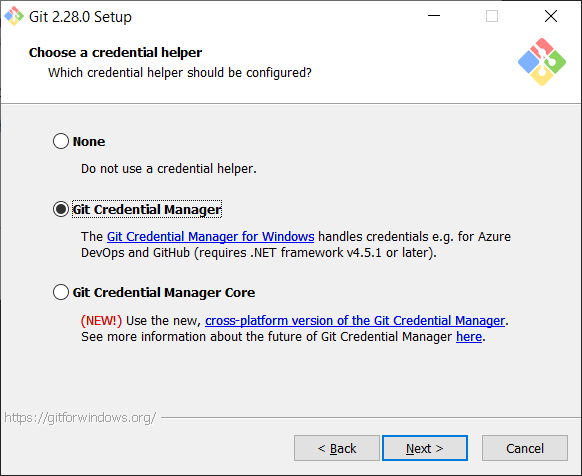 Git 2.28.0 Setup
Choose a credential helper
Which credential helper should be configured?
None
Do not use a credential helper.
Git Credential Manager
The Git Credential Manager for Windows handles credentials e.g. for Azure
DevOps and GitHub (requires .NET framework v4.5.1 or later).
Git Credential Manager Core
(NEW!) Use the new, cross-platform version of the Git Credential Manager.
See more information about the future of Git Credential Manager here.
https://gitforwindows.org/
< Back
Next >
Cancel